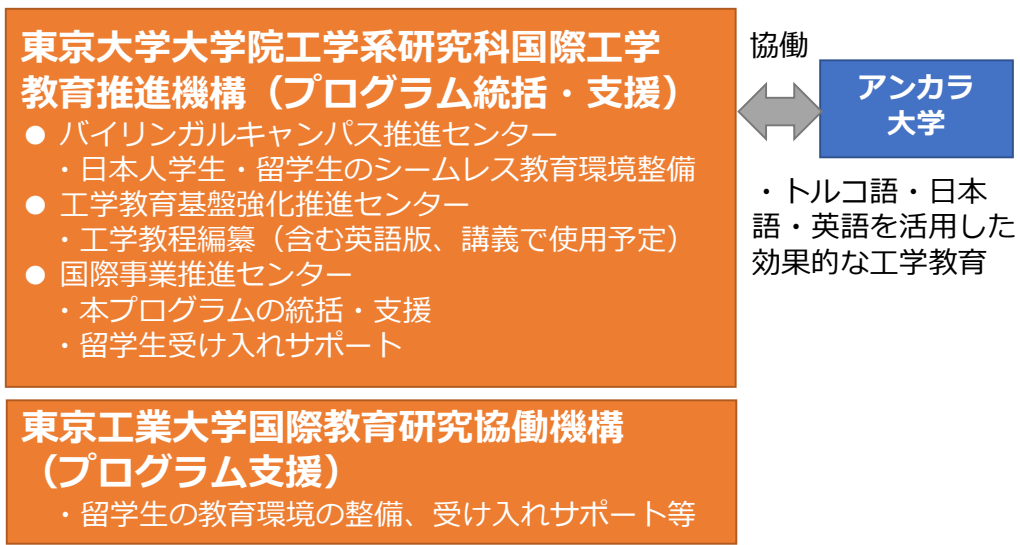 東京大学大学院工学系研究科国際工学
教育推進機構（プログラム統括・支援）
● バイリンガルキャンパス推進センター
・日本人学生・留学生のシームレス教育環境整備
● 工学教育基盤強化推進センター
・工学教程編纂（含む英語版、講義で使用予定）
● 国際事業推進センター
・本プログラムの統括・支援
・留学生受け入れサポート
協働
アンカラ
大学
・トルコ語・日本
語・英語を活用した
効果的な工学教育
東京工業大学国際教育研究協働機構
（プログラム支援）
・留学生の教育環境の整備、受け入れサポート等